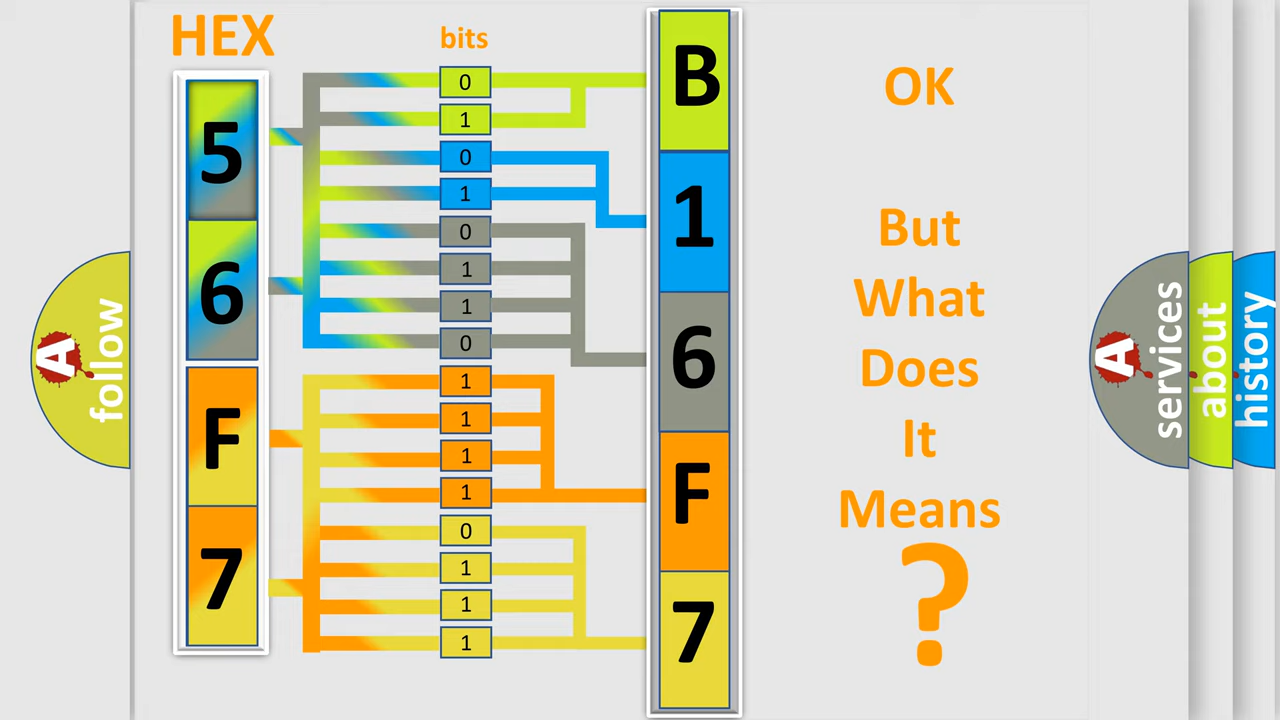 HEX
bits
5
6
F
7
0
1
0
1
0
1
1
0
1
1
1
1
0
1
1
1
B
1
6
F
7
OK
But
What
Does
It
Means
?
A
follow
A
services
about
history